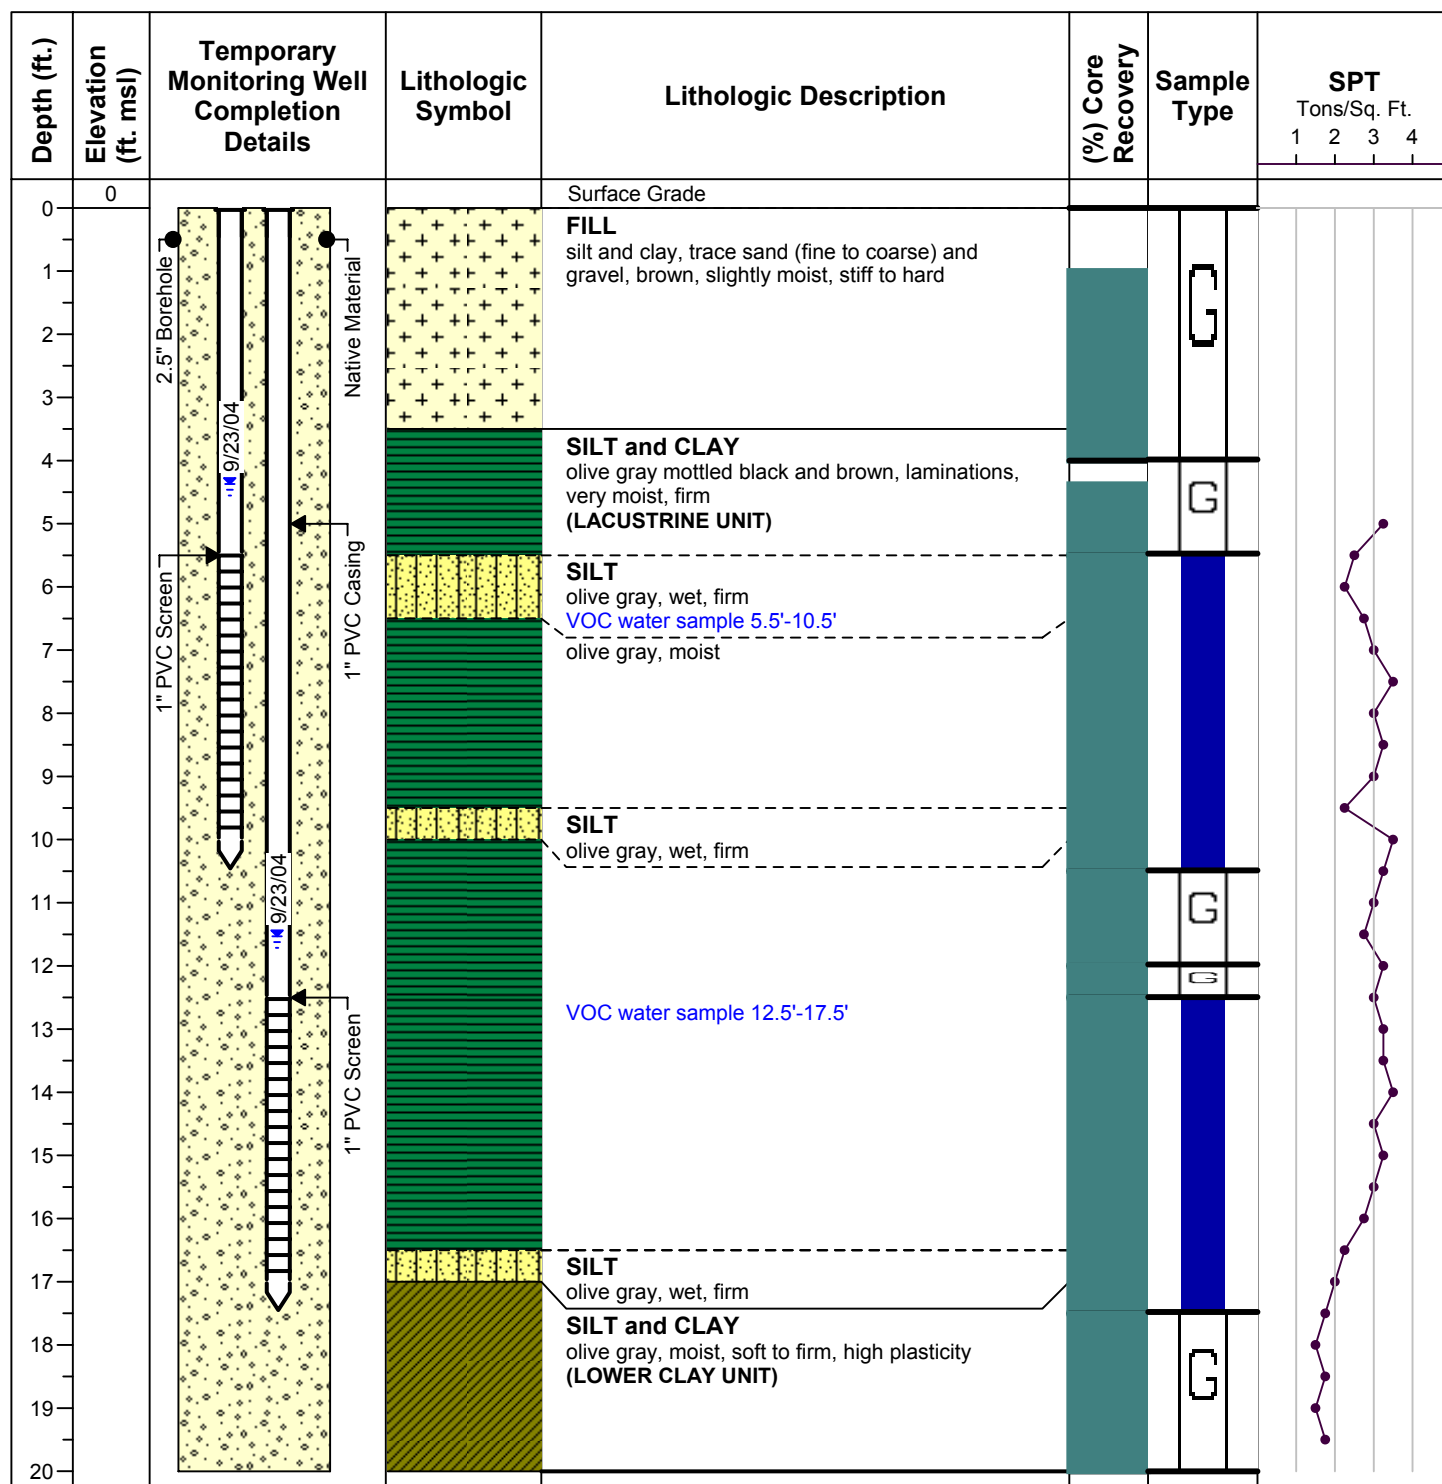 Depth (ft.)
Elevation
(ft. msl)
Temporary
Monitoring Well
Completion
Details
Lithologic
Symbol
Lithologic Description
(%) Core
Recovery
Sample
Type
SPT
Tons/Sq. Ft.
1 2 3 4
0
Surface Grade
0
1
2
3
4
5
6
7
8
9
10
11
12
13
14
15
16
17
18
19
20
2.5" Borehole
Native Material
9/23/04
1" PVC Screen
1" PVC Casing
9/23/04
1" PVC Screen
FILL
silt and clay, trace sand (fine to coarse) and
gravel, brown, slightly moist, stiff to hard
SILT and CLAY
olive gray mottled black and brown, laminations,
very moist, firm
(LACUSTRINE UNIT)
SILT
olive gray, wet, firm
VOC water sample 5.5'-10.5'
olive gray, moist
SILT
olive gray, wet, firm
VOC water sample 12.5'-17.5'
SILT
olive gray, wet, firm
SILT and CLAY
olive gray, moist, soft to firm, high plasticity
(LOWER CLAY UNIT)
G
G
G
G
G